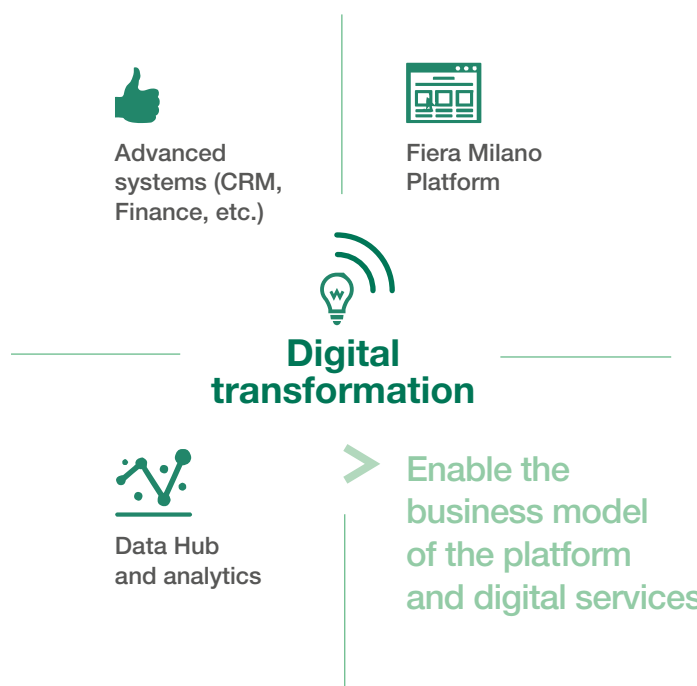 Advanced
systems (CRM,
Finance, etc.)
Fiera Milano
Platform
Digital
transformation
Data Hub
and analytics
Enable the
business model
of the platform
and digital services